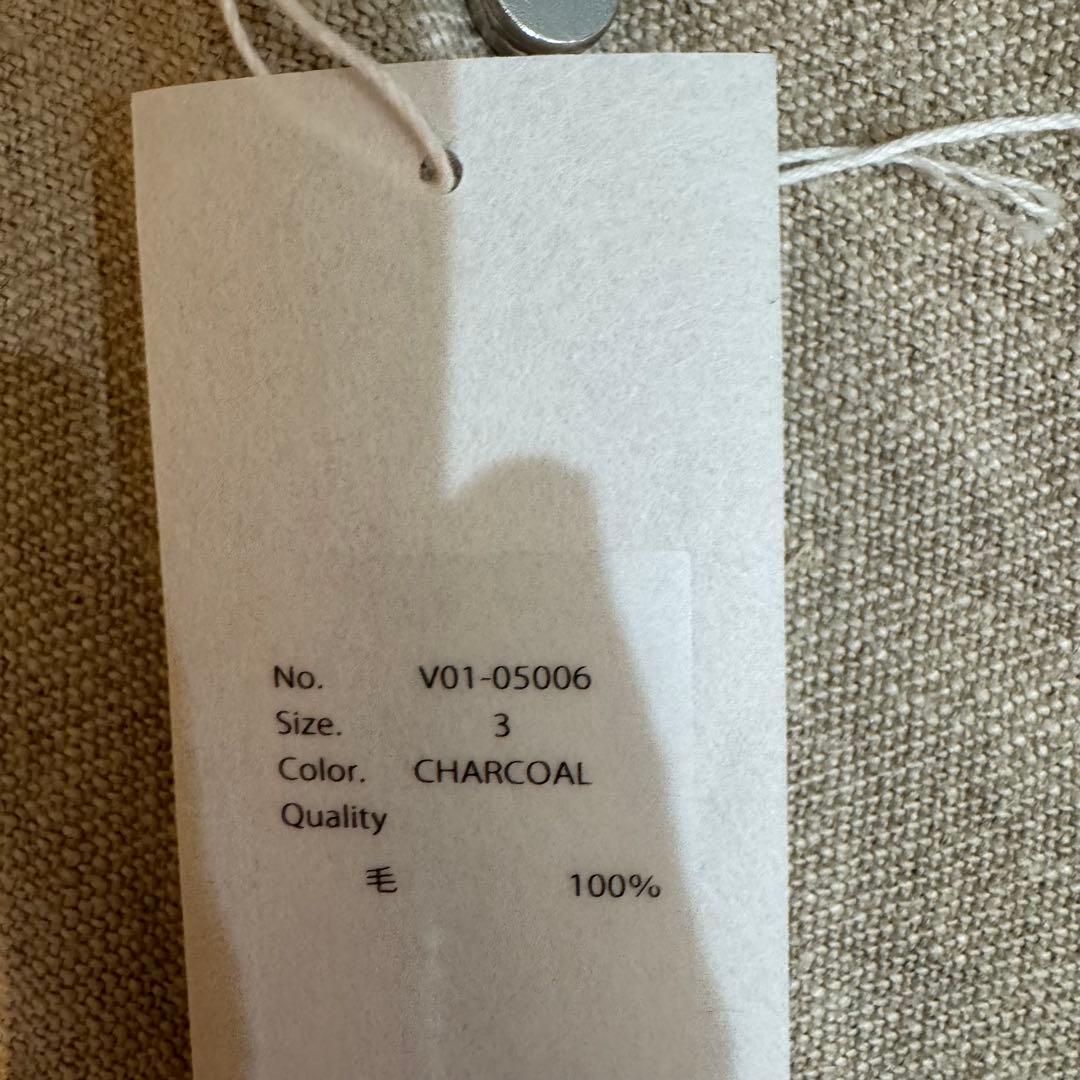 No. V01-05006
Size. 3
Color. CHARCOAL
Quality
毛 100%